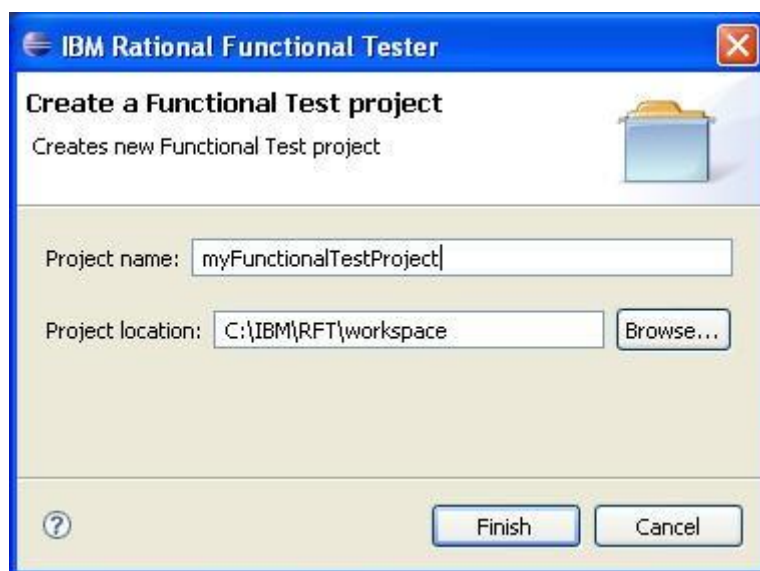 IBM Rational Functional Tester
Create a Functional Test project
Creates new Functional Test project
Project name: myFunctionalTestProject
Project location: C:\IBM\RFT\workspace Browse...
? Finish Cancel